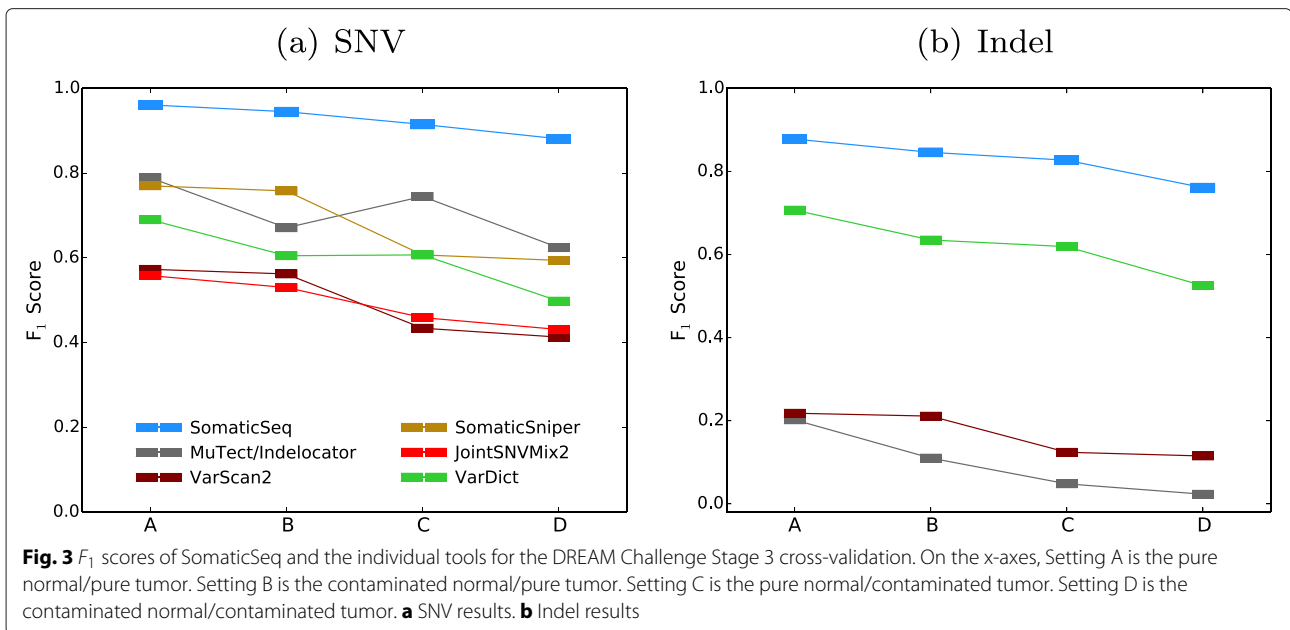 (a) SNV
(b) Indel
1.0
0.8
0.6
0.4
0.2
0.0
F1 Score
A B C D
SomaticSeq
MuTect/Indelocator
VarScan2
SomaticSniper
JointSNVMix2
VarDict
1.0
0.8
0.6
0.4
0.2
0.0
F1 Score
A B C D
Fig. 3 F1 scores of SomaticSeq and the individual tools for the DREAM Challenge Stage 3 cross-validation. On the x-axes, Setting A is the pure
normal/pure tumor. Setting B is the contaminated normal/pure tumor. Setting C is the pure normal/contaminated tumor. Setting D is the
contaminated normal/contaminated tumor. a SNV results. b Indel results